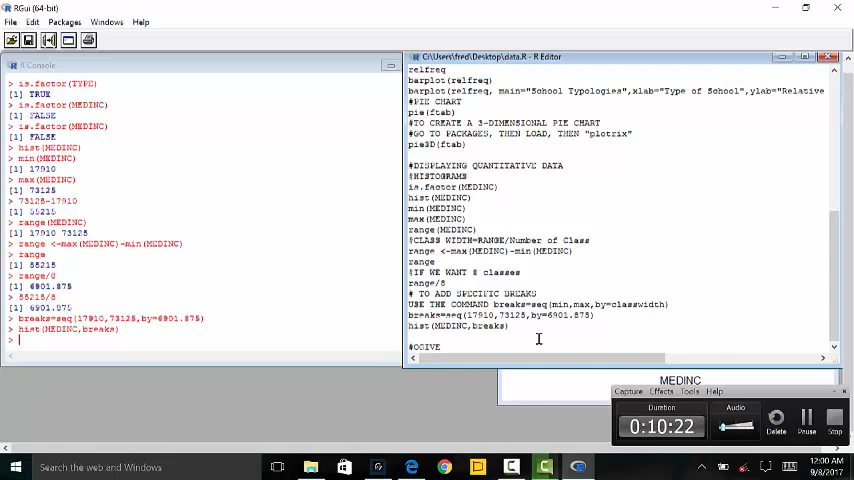 RGui (64-bit)
File Edit Packages Windows Help
R Console
> is.factor(TYPE)
[1] TRUE
> is.factor(MEDINC)
[1] FALSE
> is.factor(MEDINC)
[1] FALSE
> hist(MEDINC)
> min(MEDINC)
[1] 17910
> max(MEDINC)
[1] 73125
> 73125-17910
[1] 55215
> range(MEDINC)
[1] 17910 73125
> range <-max(MEDINC)-min(MEDINC)
> range
[1] 55215
> range/8
[1] 6901.875
> 55215/8
[1] 6901.875
> breaks=seq(17910,73125,by=6901.875)
> hist(MEDINC,breaks)
>
C:\Users\fred\Desktop\data.R - R Editor
relfreq
barplot(relfreq)
barplot(relfreq, main="School Typologies",xlab="Type of School",ylab="Relative
#PIE CHART
pie(ftab)
#TO CREATE A 3-DIMENSIONAL PIE CHART
#GO TO PACKAGES, THEN LOAD, THEN "plotrix"
pie3D(ftab)
#DISPLAYING QUANTITATIVE DATA
#HISTOGRAMS
is.factor(MEDINC)
hist(MEDINC)
min(MEDINC)
max(MEDINC)
range(MEDINC)
#CLASS WIDTH=RANGE/Number of Class
range <-max(MEDINC)-min(MEDINC)
range
#IF WE WANT 8 classes
range/8
# TO ADD SPECIFIC BREAKS
USE THE COMMAND breaks=seq(min,max,by=classwidth)
breaks=seq(17910,73125,by=6901.875)
hist(MEDINC,breaks)
#OGIVE
MEDINC
Capture Effects Tools Help
Duration
0:10:22
Audio
Delete
Pause
Stop
Search the web and Windows
12:00 AM
9/8/2017